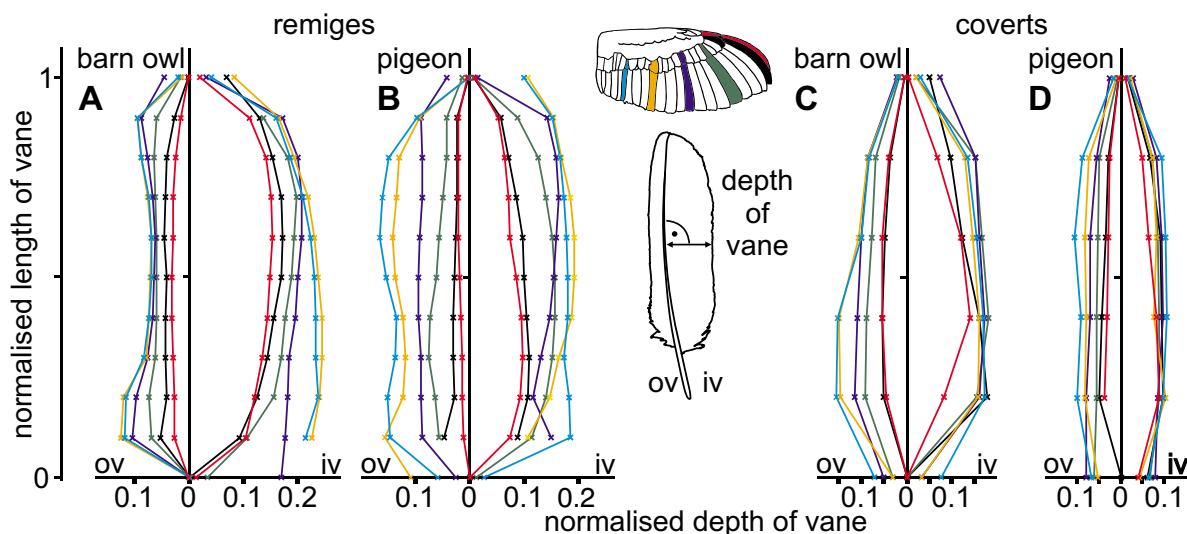 remiges
coverts
barn owl
pigeon
barn owl
pigeon
A
B
C
D
1
0
normalised length of vane
depth
of
vane
ov iv
ov iv
ov iv
ov
ov iv
0.1 0 0.1 0.2
0.1 0 0.1 0.2
0.1 0 0.1
0.1 0 0.1
normalised depth of vane